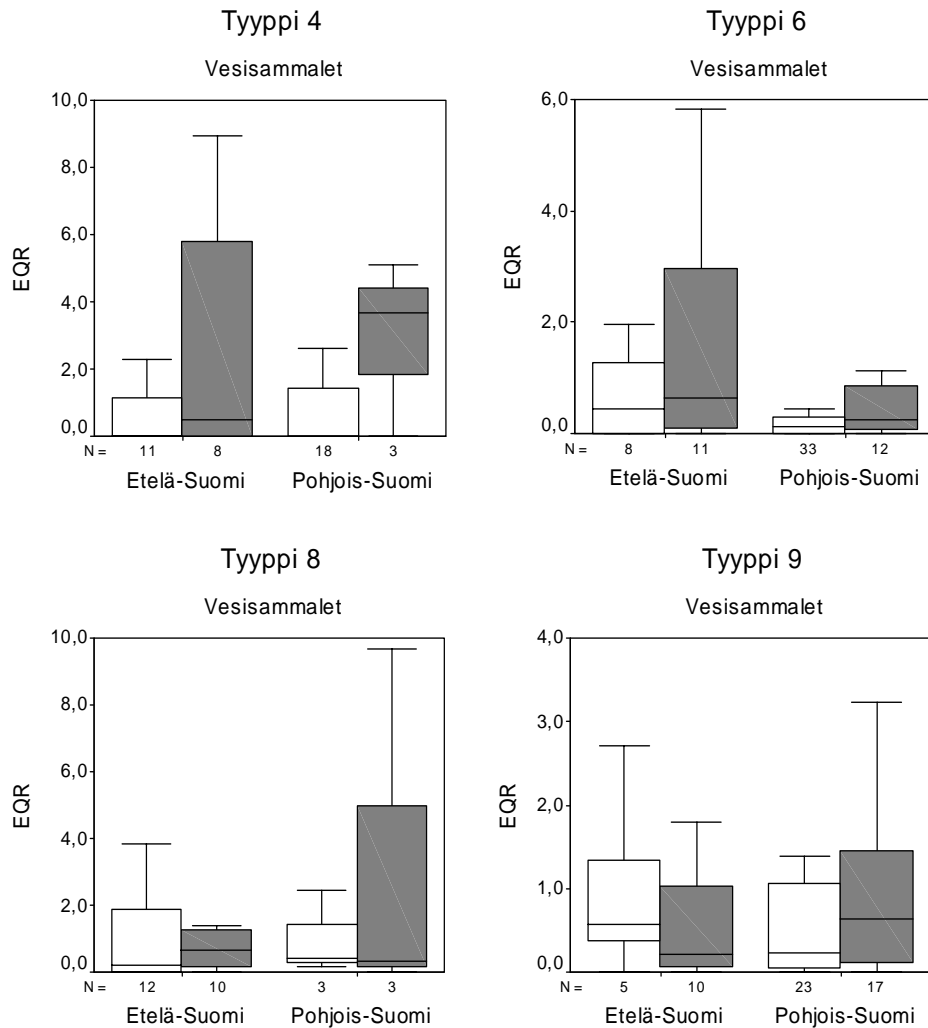 Tyyppi 4
Vesisammalet
10,0
8,0
6,0
4,0
2,0
0,0
EQR
N = 11 8 18 3
Etelä-Suomi Pohjois-Suomi
Tyyppi 6
Vesisammalet
6,0
4,0
2,0
0,0
EQR
N = 8 11 33 12
Etelä-Suomi Pohjois-Suomi
Tyyppi 8
Vesisammalet
10,0
8,0
6,0
4,0
2,0
0,0
EQR
N = 12 10 3 3
Etelä-Suomi Pohjois-Suomi
Tyyppi 9
Vesisammalet
4,0
3,0
2,0
1,0
0,0
EQR
N = 5 10 23 17
Etelä-Suomi Pohjois-Suomi